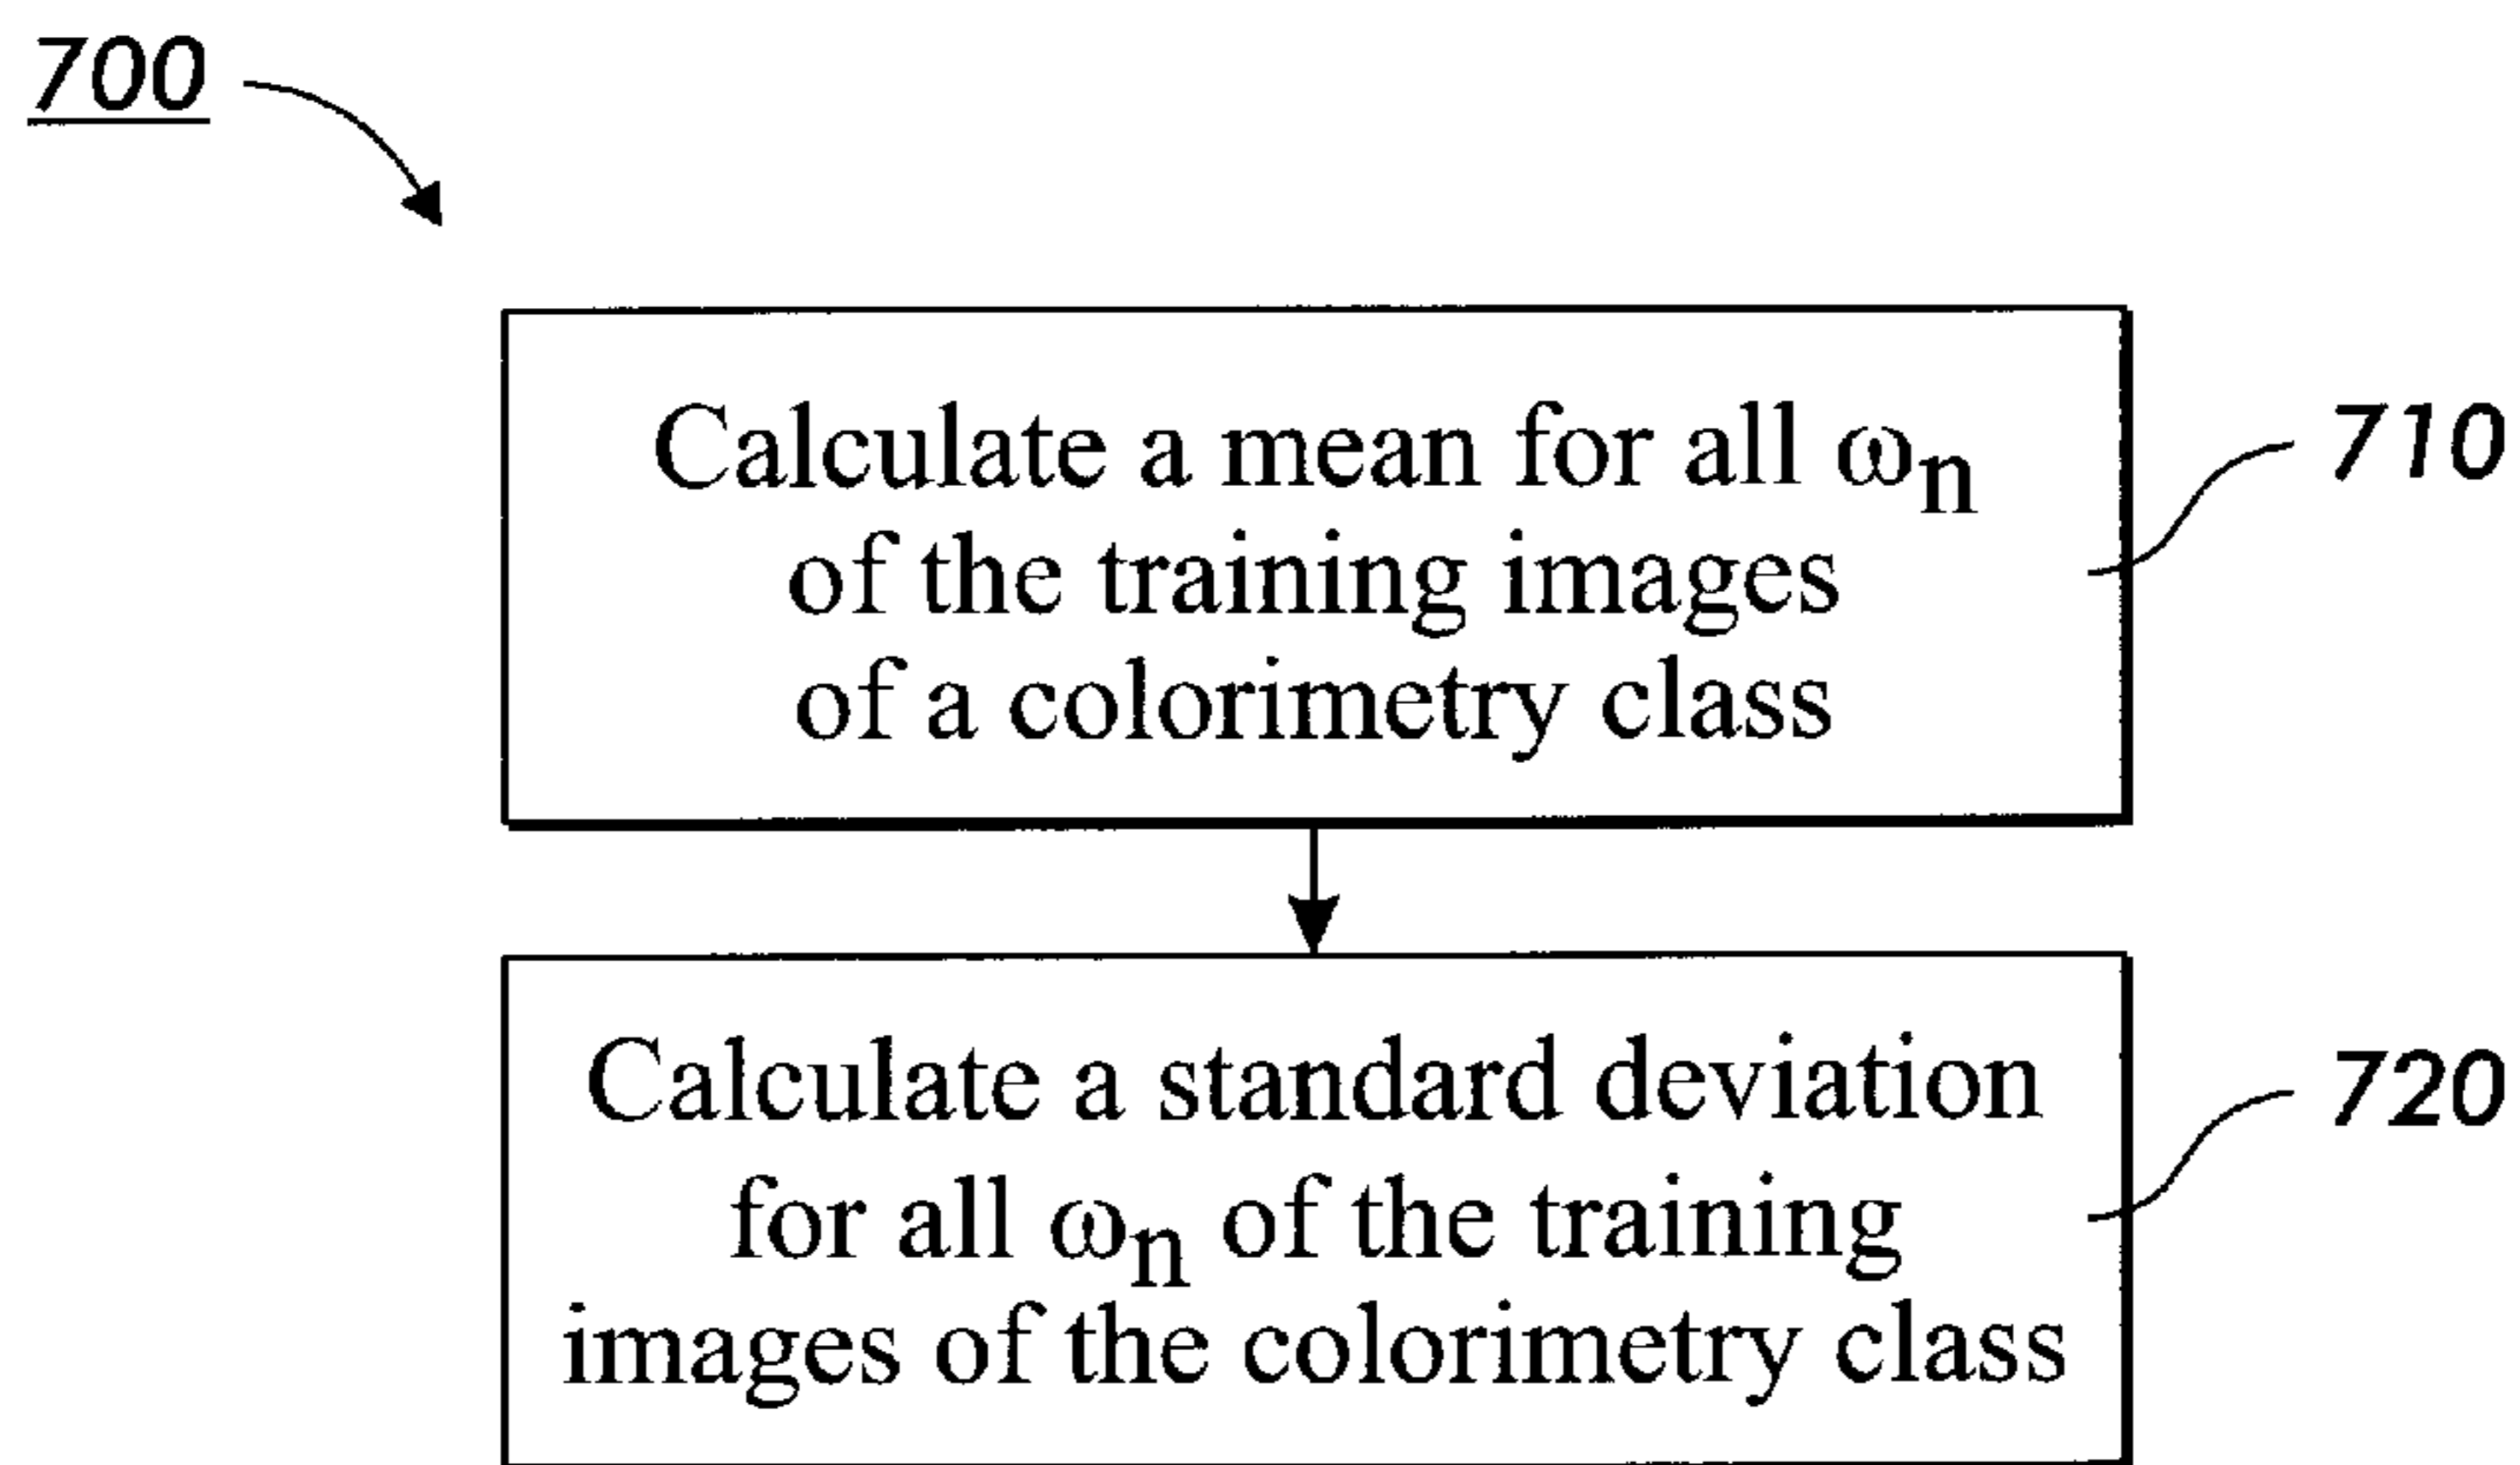 700
Calculate a mean for all ωn
of the training images
of a colorimetry class
710
Calculate a standard deviation
for all ωn of the training
images of the colorimetry class
720